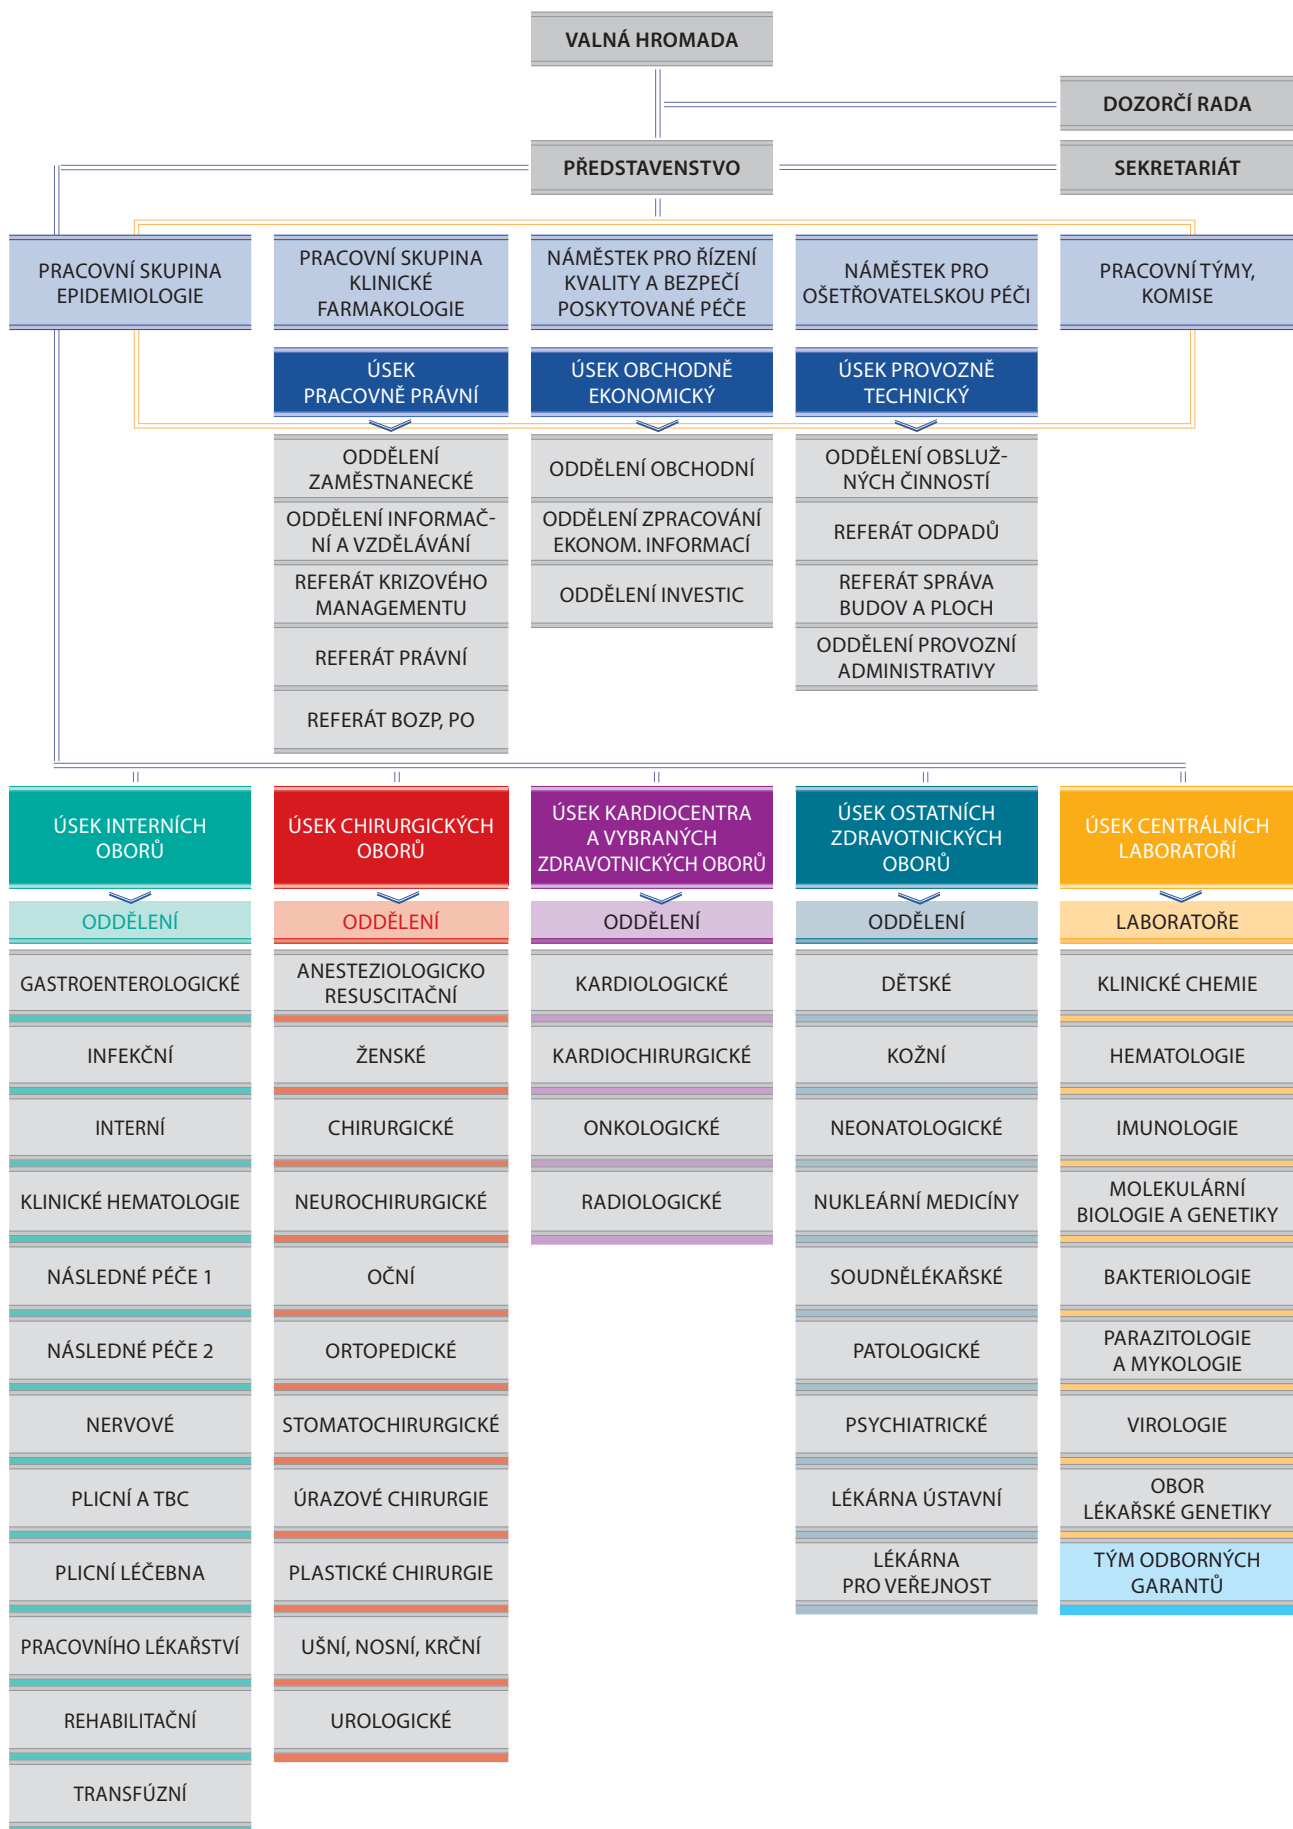 VALNÁ HROMADA
DOZORČÍ RADA
PŘEDSTAVENSTVO
SEKRETARIÁT
PRACOVNÍ SKUPINA
EPIDEMIOLOGIE
PRACOVNÍ SKUPINA
KLINICKÉ
FARMAKOLOGIE
NÁMĚSTEK PRO ŘÍZENÍ
KVALITY A BEZPEČÍ
POSKYTOVANÉ PÉČE
NÁMĚSTEK PRO
OŠETŘOVATELSKOU PÉČI
PRACOVNÍ TÝMY,
KOMISE
ÚSEK
PRACOVNĚ PRÁVNÍ
ÚSEK OBCHODNĚ
EKONOMICKÝ
ÚSEK PROVOZNĚ
TECHNICKÝ
ODDĚLENÍ
ZAMĚSTNANECKÉ
ODDĚLENÍ INFORMAČ-
NÍ A VZDĚLÁVÁNÍ
REFERÁT KRIZOVÉHO
MANAGEMENTU
REFERÁT PRÁVNÍ
REFERÁT BOZP, PO
ODDĚLENÍ OBCHODNÍ
ODDĚLENÍ ZPRACOVÁNÍ
EKONOM. INFORMACÍ
ODDĚLENÍ INVESTIC
ODDĚLENÍ OBSLUŽ-
NÝCH ČINNOSTÍ
REFERÁT ODPADŮ
REFERÁT SPRÁVA
BUDOV A PLOCH
ODDĚLENÍ PROVOZNÍ
ADMINISTRATIVY
ÚSEK INTERNÍCH
OBORŮ
ODDĚLENÍ
GASTROENTEROLOGICKÉ
INFEKČNÍ
INTERNÍ
KLINICKÉ HEMATOLOGIE
NÁSLEDNÉ PÉČE 1
NÁSLEDNÉ PÉČE 2
NERVOVÉ
PLICNÍ A TBC
PLICNÍ LÉČEBNA
PRACOVNÍHO LÉKAŘSTVÍ
REHABILITAČNÍ
TRANSFÚZNÍ
ÚSEK CHIRURGICKÝCH
OBORŮ
ODDĚLENÍ
ANESTEZIOLOGICKO
RESUSCITAČNÍ
ŽENSKÉ
CHIRURGICKÉ
NEUROCHIRURGICKÉ
OČNÍ
ORTOPEDICKÉ
STOMATOCHIRURGICKÉ
ÚRAZOVÉ CHIRURGIE
PLASTICKÉ CHIRURGIE
UŠNÍ, NOSNÍ, KRČNÍ
UROLOGICKÉ
ÚSEK KARDIOCENTRA
A VYBRANÝCH
ZDRAVOTNICKÝCH OBORŮ
ODDĚLENÍ
KARDIOLOGICKÉ
KARDIOCHIRURGICKÉ
ONKOLOGICKÉ
RADIOLOGICKÉ
ÚSEK OSTATNÍCH
ZDRAVOTNICKÝCH
OBORŮ
ODDĚLENÍ
DĚTSKÉ
KOŽNÍ
NEONATOLOGICKÉ
NUKLEÁRNÍ MEDICÍNY
SOUDNĚLÉKAŘSKÉ
PATOLOGICKÉ
PSYCHIATRICKÉ
LÉKÁRNA ÚSTAVNÍ
LÉKÁRNA
PRO VEŘEJNOST
ÚSEK CENTRÁLNÍCH
LABORATOŘÍ
LABORATOŘE
KLINICKÉ CHEMIE
HEMATOLOGIE
IMUNOLOGIE
MOLEKULÁRNÍ
BIOLOGIE A GENETIKY
BAKTERIOLOGIE
PARAZITOLOGIE
A MYKOLOGIE
VIROLOGIE
OBOR
LÉKAŘSKÉ GENETIKY
TÝM ODBORNÝCH
GARANTŮ